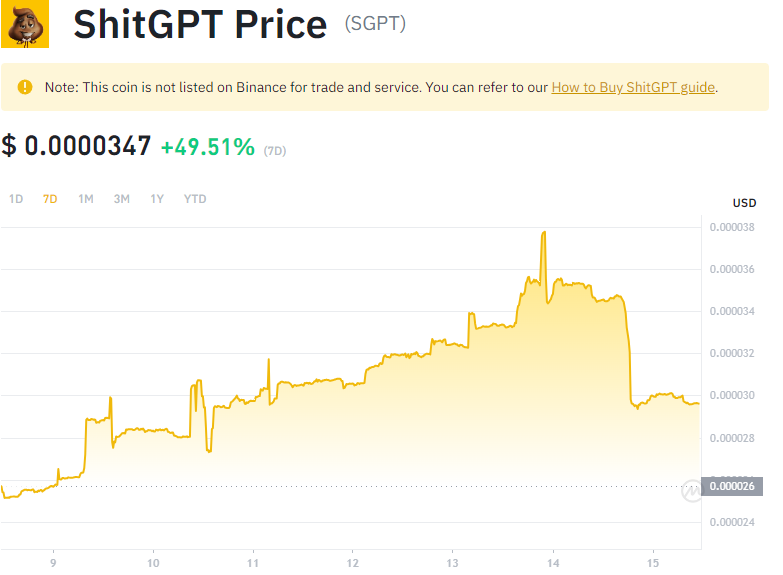 ShitGPT Price (SGPT)
Note: This coin is not listed on Binance for trade and service. You can refer to our How to Buy ShitGPT guide.
$ 0.0000347 +49.51% (7D)
1D 7D 1M 3M 1Y YTD
USD
0.000038
0.000036
0.000034
0.000032
0.000030
0.000028
0.000026
0.000024
9 10 11 12 13 14 15